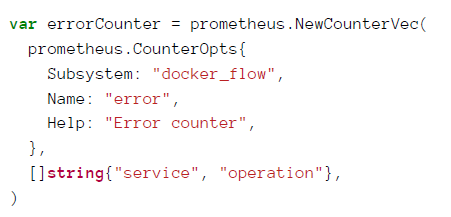 var errorCounter = prometheus.NewCounterVec(
  prometheus.CounterOpts{
    Subsystem: "docker_flow",
    Name: "error",
    Help: "Error counter",
  },
  []string{"service", "operation"},
)